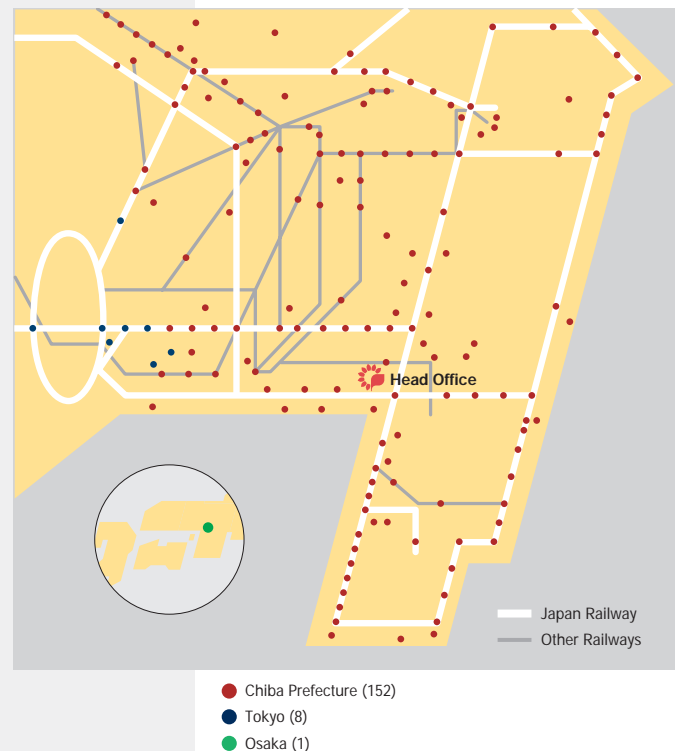 Head Office
Japan Railway
Other Railways
Chiba Prefecture (152)
Tokyo (8)
Osaka (1)